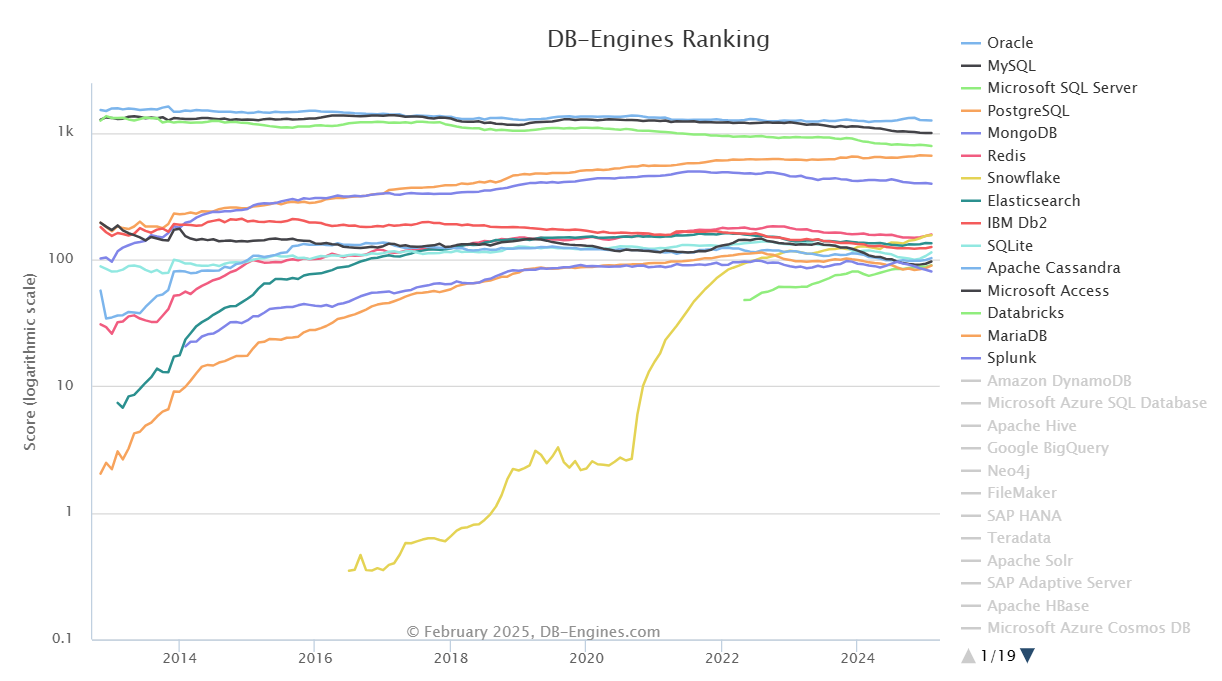 DB-Engines Ranking
Score (logarithmic scale)
1k
100
10
1
0.1
2014
2016
2018
2020
2022
2024
© February 2025, DB-Engines.com
Oracle
MySQL
Microsoft SQL Server
PostgreSQL
MongoDB
Redis
Snowflake
Elasticsearch
IBM Db2
SQLite
Apache Cassandra
Microsoft Access
Databricks
MariaDB
Splunk
Amazon DynamoDB
Microsoft Azure SQL Database
Apache Hive
Google BigQuery
Neo4j
FileMaker
SAP HANA
Teradata
Apache Solr
SAP Adaptive Server
Apache HBase
Microsoft Azure Cosmos DB
1/19